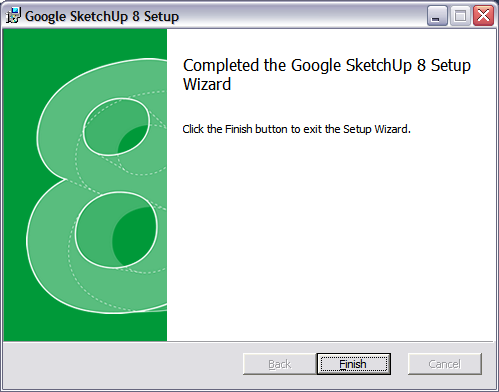 Google SketchUp 8 Setup
Completed the Google SketchUp 8 Setup
Wizard
Click the Finish button to exit the Setup Wizard.
8
Back
Finish
Cancel